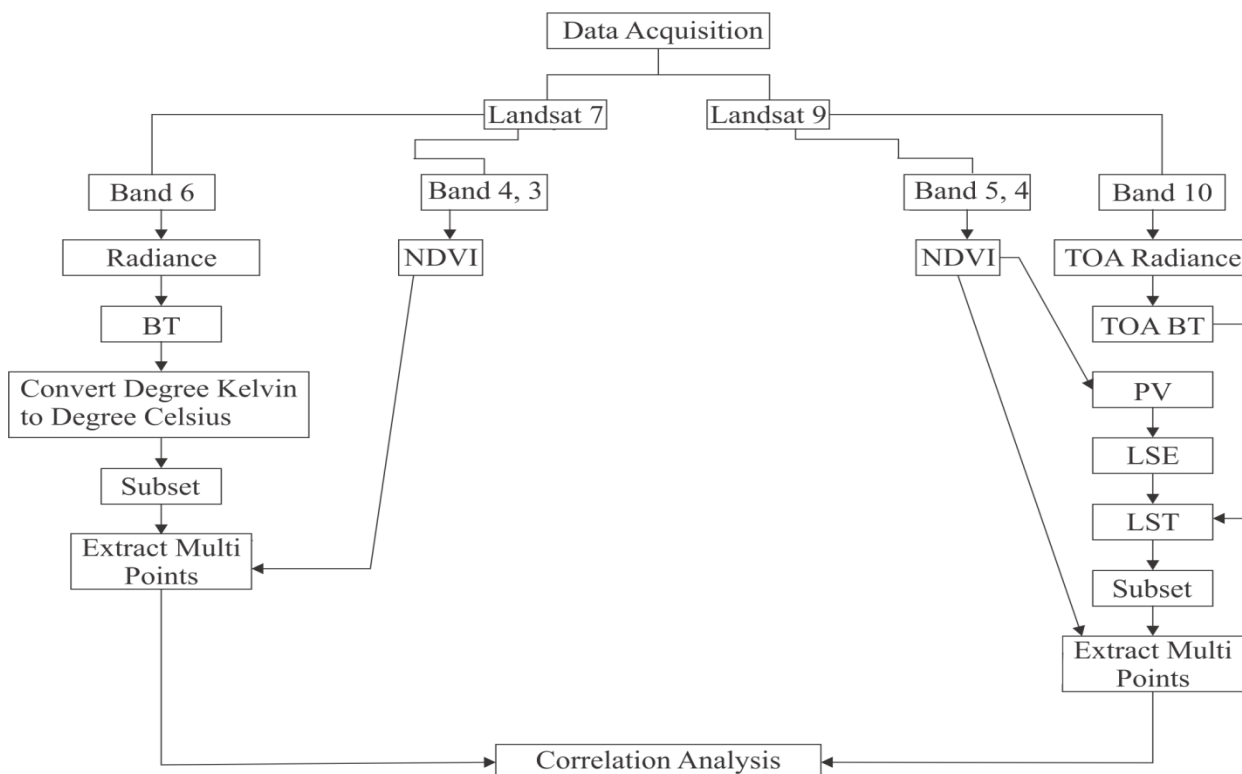 Data Acquisition
Landsat 7
Landsat 9
Band 6
Band 4, 3
Band 5, 4
Band 10
Radiance
NDVI
NDVI
TOA Radiance
BT
TOA BT
Convert Degree Kelvin
to Degree Celsius
PV
LSE
Subset
LST
Extract Multi
Points
Subset
Extract Multi
Points
Correlation Analysis